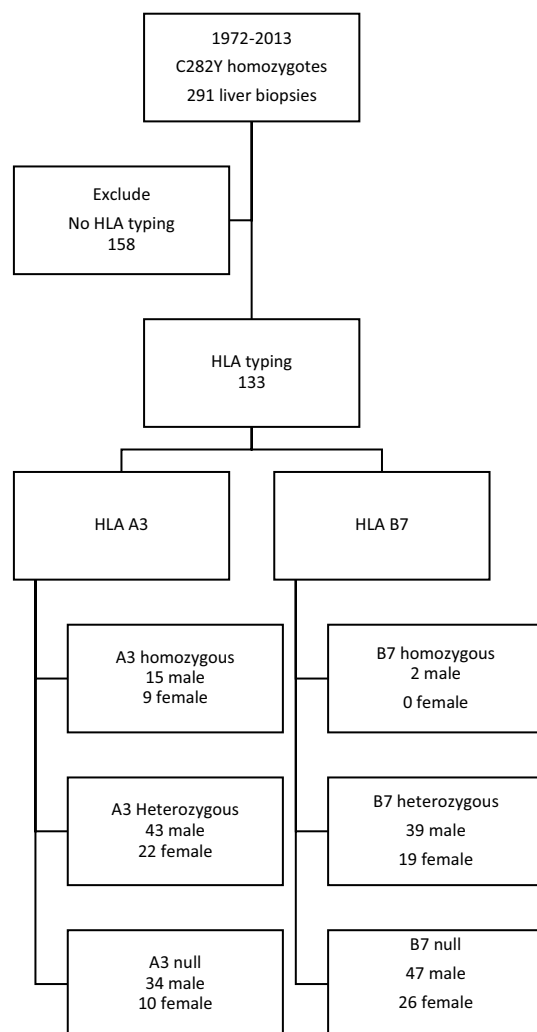 1972-2013
C282Y homozygotes
291 liver biopsies
Exclude
No HLA typing
158
HLA typing
133
HLA A3
HLA B7
A3 homozygous
15 male
9 female
B7 homozygous
2 male
0 female
A3 Heterozygous
43 male
22 female
B7 heterozygous
39 male
19 female
A3 null
34 male
10 female
B7 null
47 male
26 female